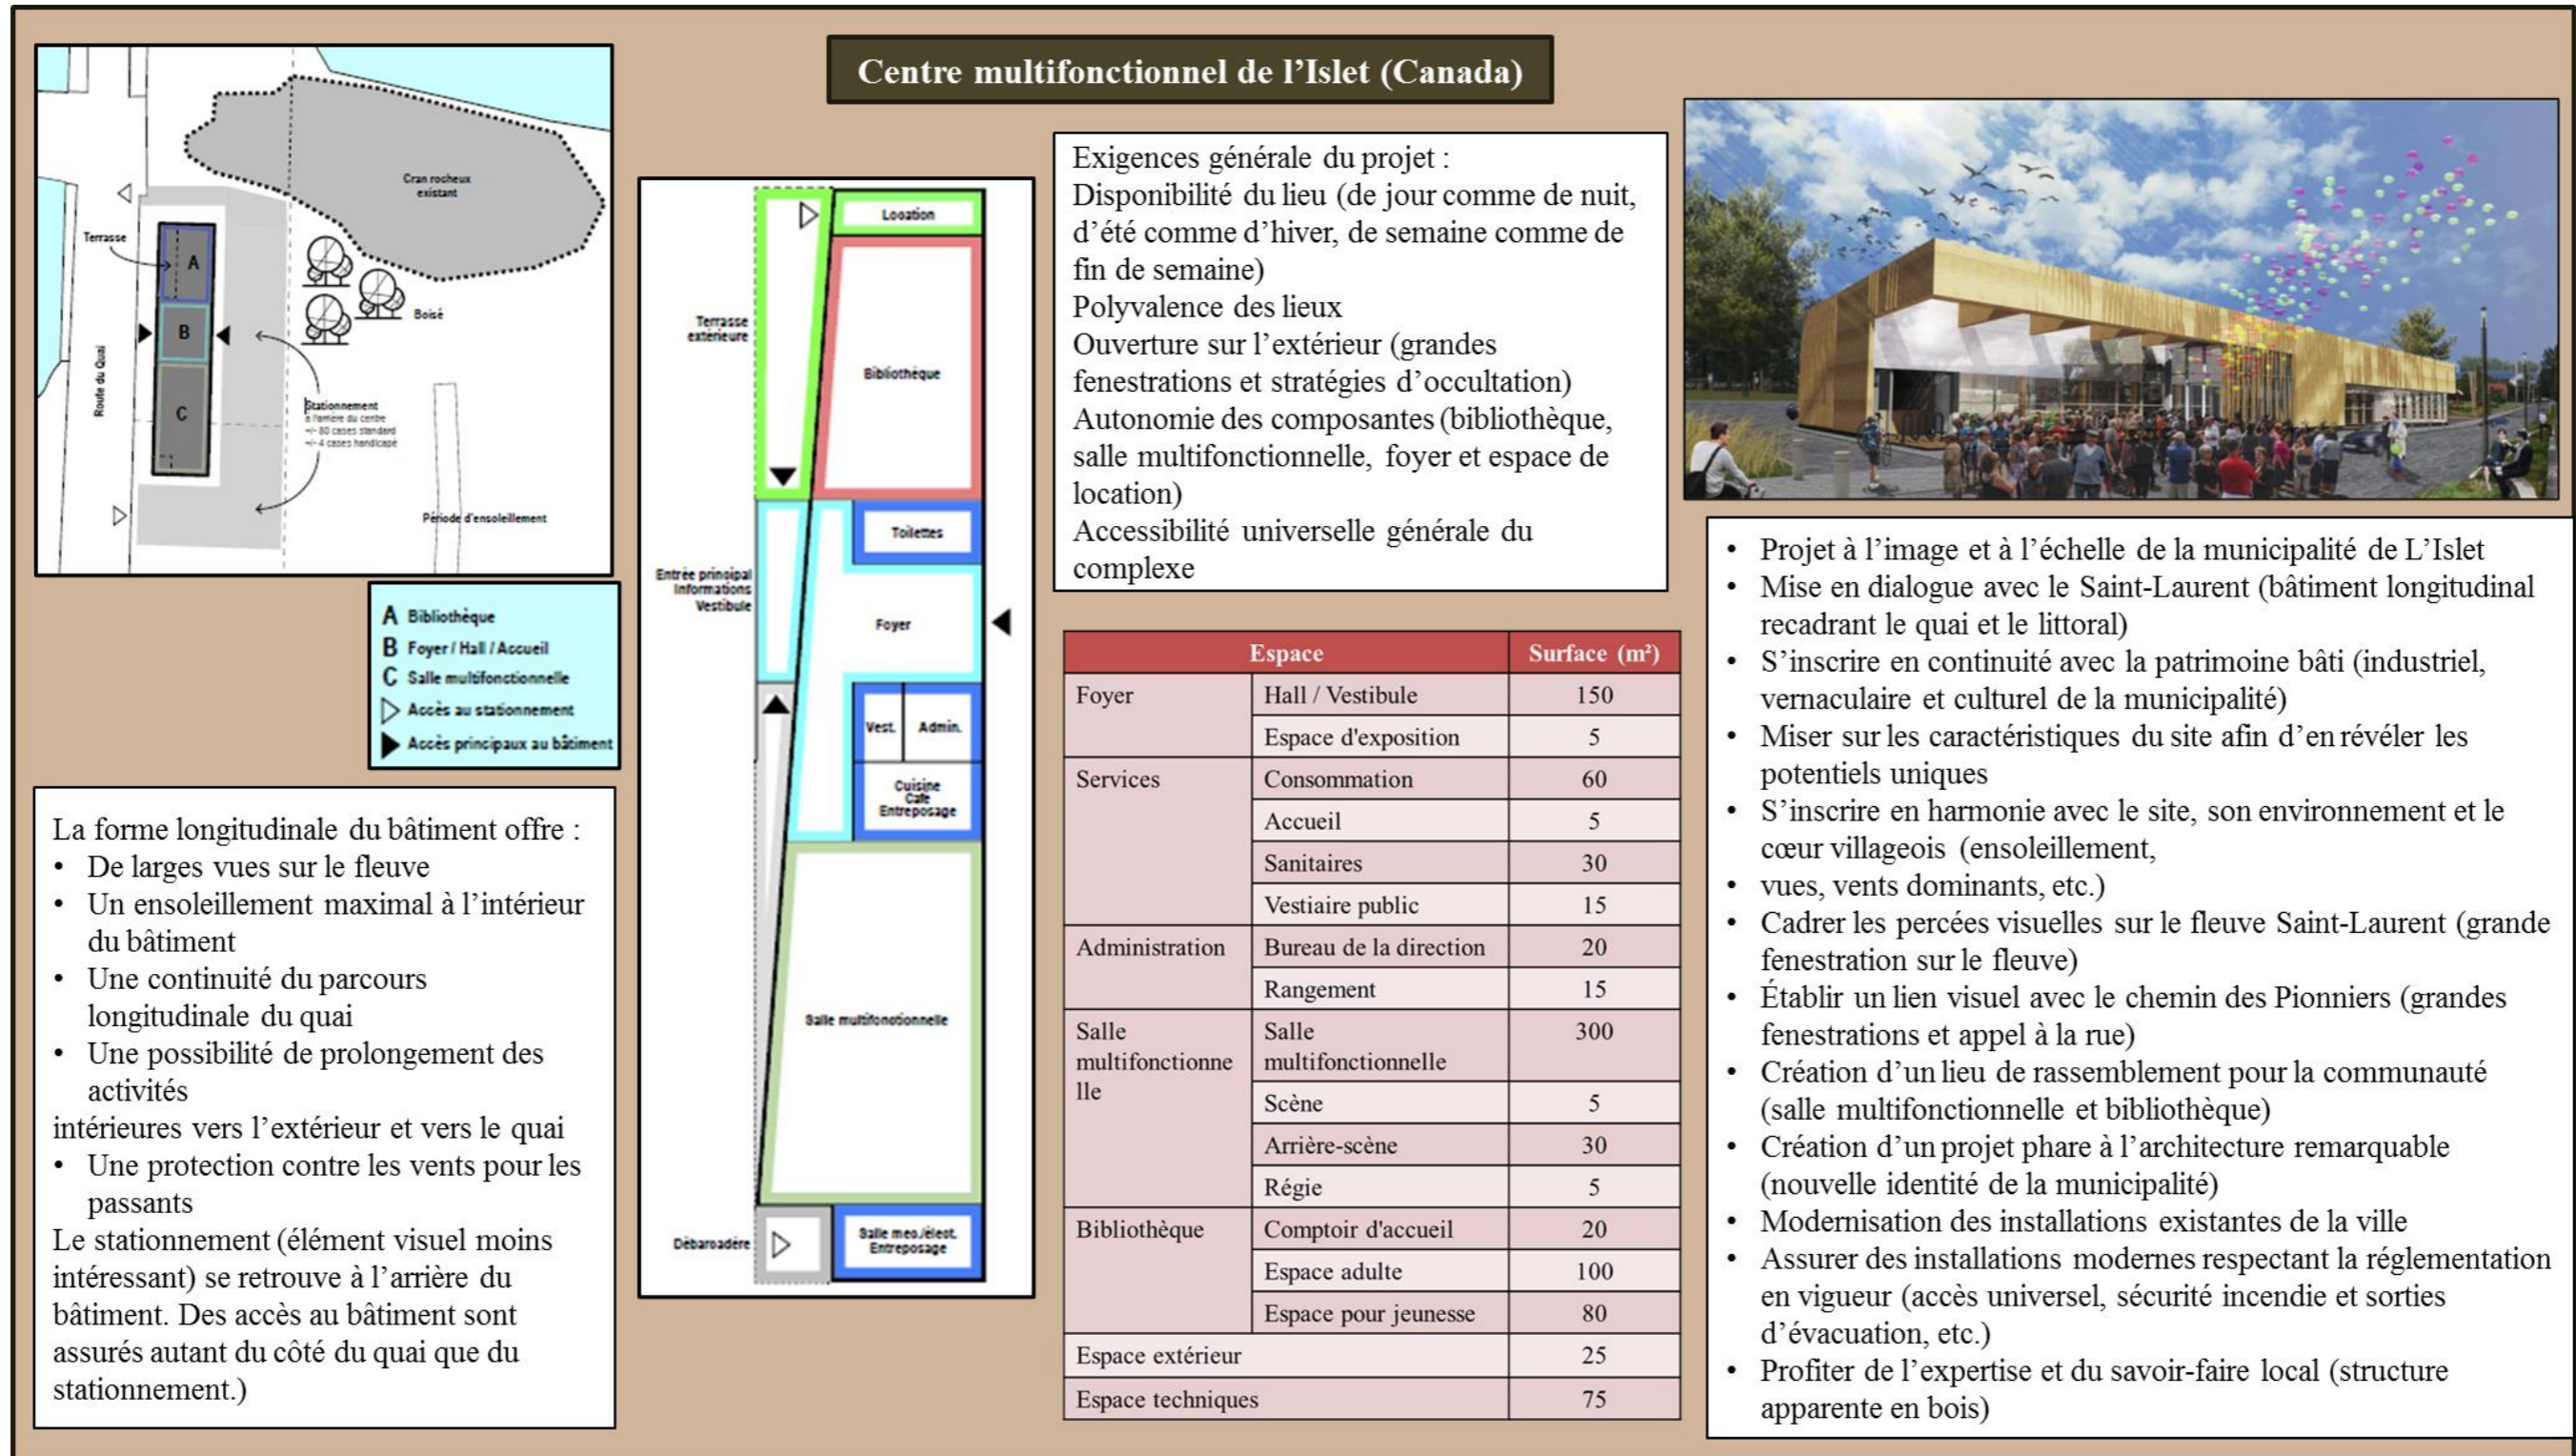 Centre multifonctionnel de l'Islet (Canada)
Cran rocheux
existant
Terrasse
A
B
C
Boisé
Route du Quai
Stationnement
à l'arrière du centre
+/- 80 cases standard
+/- 4 cases handicapé
Période d'ensoleillement
A Bibliothèque
B Foyer / Hall / Accueil
C Salle multifonctionnelle
Accès au stationnement
Accès principaux au bâtiment
La forme longitudinale du bâtiment offre :
• De larges vues sur le fleuve
• Un ensoleillement maximal à l'intérieur
du bâtiment
• Une continuité du parcours
longitudinale du quai
• Une possibilité de prolongement des
activités
intérieures vers l'extérieur et vers le quai
• Une protection contre les vents pour les
passants
Le stationnement (élément visuel moins
intéressant) se retrouve à l'arrière du
bâtiment. Des accès au bâtiment sont
assurés autant du côté du quai que du
stationnement.)
Location
Terrasse
extérieure
Bibliothèque
Toilettes
Entrée principal
Informations
Vestibule
Foyer
Vest.
Admin.
Cuisine
Café
Entreposage
Salle multifonctionnelle
Débarcadère
Salle mec./élect.
Entreposage
Exigences générale du projet :
Disponibilité du lieu (de jour comme de nuit,
d'été comme d'hiver, de semaine comme de
fin de semaine)
Polyvalence des lieux
Ouverture sur l'extérieur (grandes
fenestrations et stratégies d'occultation)
Autonomie des composantes (bibliothèque,
salle multifonctionnelle, foyer et espace de
location)
Accessibilité universelle générale du
complexe
Espace Surface (m²)
Foyer Hall / Vestibule 150
Espace d'exposition 5
Services Consommation 60
Accueil 5
Sanitaires 30
Vestiaire public 15
Administration Bureau de la direction 20
Rangement 15
Salle Salle 300
multifonctionne multifonctionnelle
lle
Scène 5
Arrière-scène 30
Régie 5
Bibliothèque Comptoir d'accueil 20
Espace adulte 100
Espace pour jeunesse 80
Espace extérieur 25
Espace techniques 75
• Projet à l'image et à l'échelle de la municipalité de L'Islet
• Mise en dialogue avec le Saint-Laurent (bâtiment longitudinal
recadrant le quai et le littoral)
• S'inscrire en continuité avec la patrimoine bâti (industriel,
vernaculaire et culturel de la municipalité)
• Miser sur les caractéristiques du site afin d'en révéler les
potentiels uniques
• S'inscrire en harmonie avec le site, son environnement et le
cœur villageois (ensoleillement,
• vues, vents dominants, etc.)
• Cadrer les percées visuelles sur le fleuve Saint-Laurent (grande
fenestration sur le fleuve)
• Établir un lien visuel avec le chemin des Pionniers (grandes
fenestrations et appel à la rue)
• Création d'un lieu de rassemblement pour la communauté
(salle multifonctionnelle et bibliothèque)
• Création d'un projet phare à l'architecture remarquable
(nouvelle identité de la municipalité)
• Modernisation des installations existantes de la ville
• Assurer des installations modernes respectant la réglementation
en vigueur (accès universel, sécurité incendie et sorties
d'évacuation, etc.)
• Profiter de l'expertise et du savoir-faire local (structure
apparente en bois)